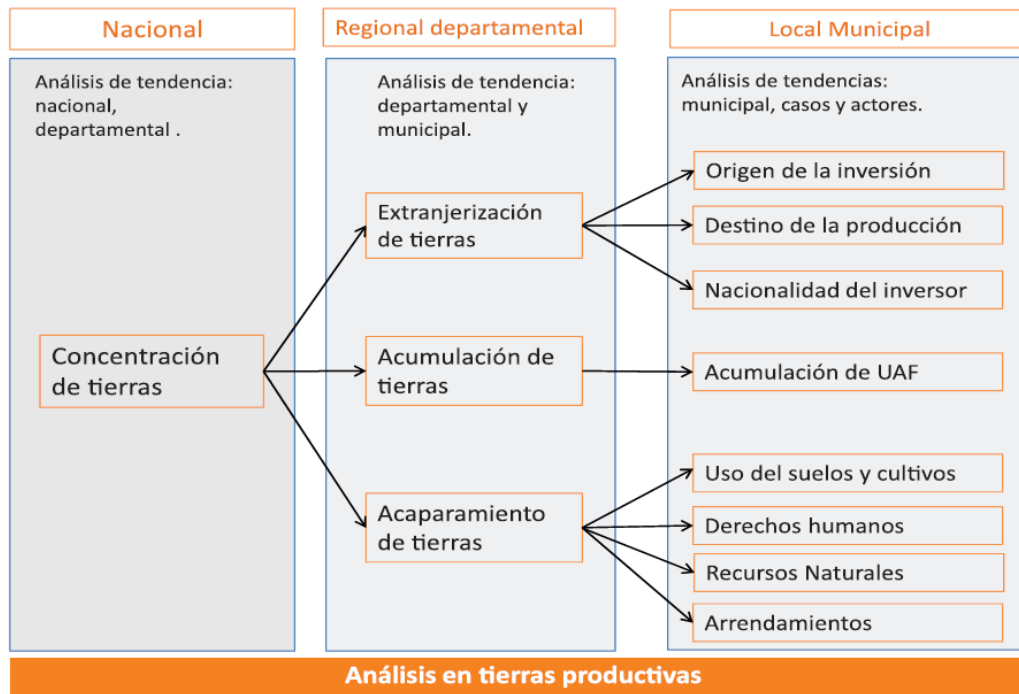 Nacional
Regional departamental
Local Municipal
Análisis de tendencia:
nacional,
departamental .
Análisis de tendencia:
departamental y
municipal.
Análisis de tendencias:
municipal, casos y actores.
Concentración
de tierras
Extranjerización
de tierras
Acumulación de
tierras
Acaparamiento
de tierras
Origen de la inversión
Destino de la producción
Nacionalidad del inversor
Acumulación de UAF
Uso del suelos y cultivos
Derechos humanos
Recursos Naturales
Arrendamientos
Análisis en tierras productivas